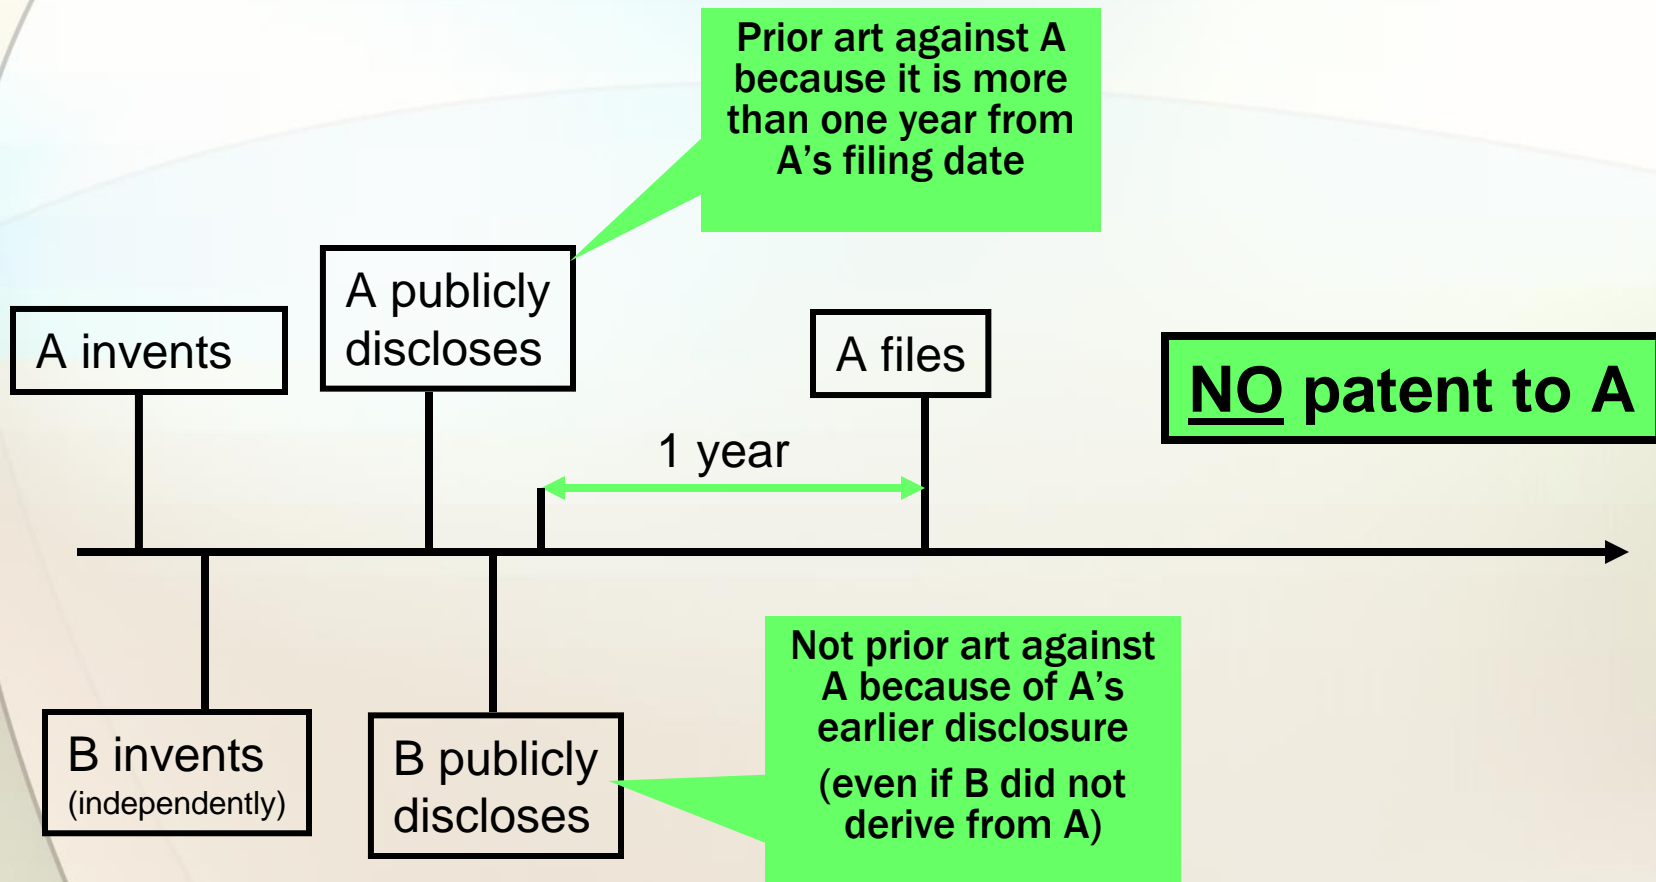 Prior art against A
because it is more
than one year from
A’s filing date
A publicly
discloses
A invents
A files
NO patent to A
1 year
B invents
(independently)
B publicly
discloses
Not prior art against
A because of A’s
earlier disclosure
(even if B did not
derive from A)